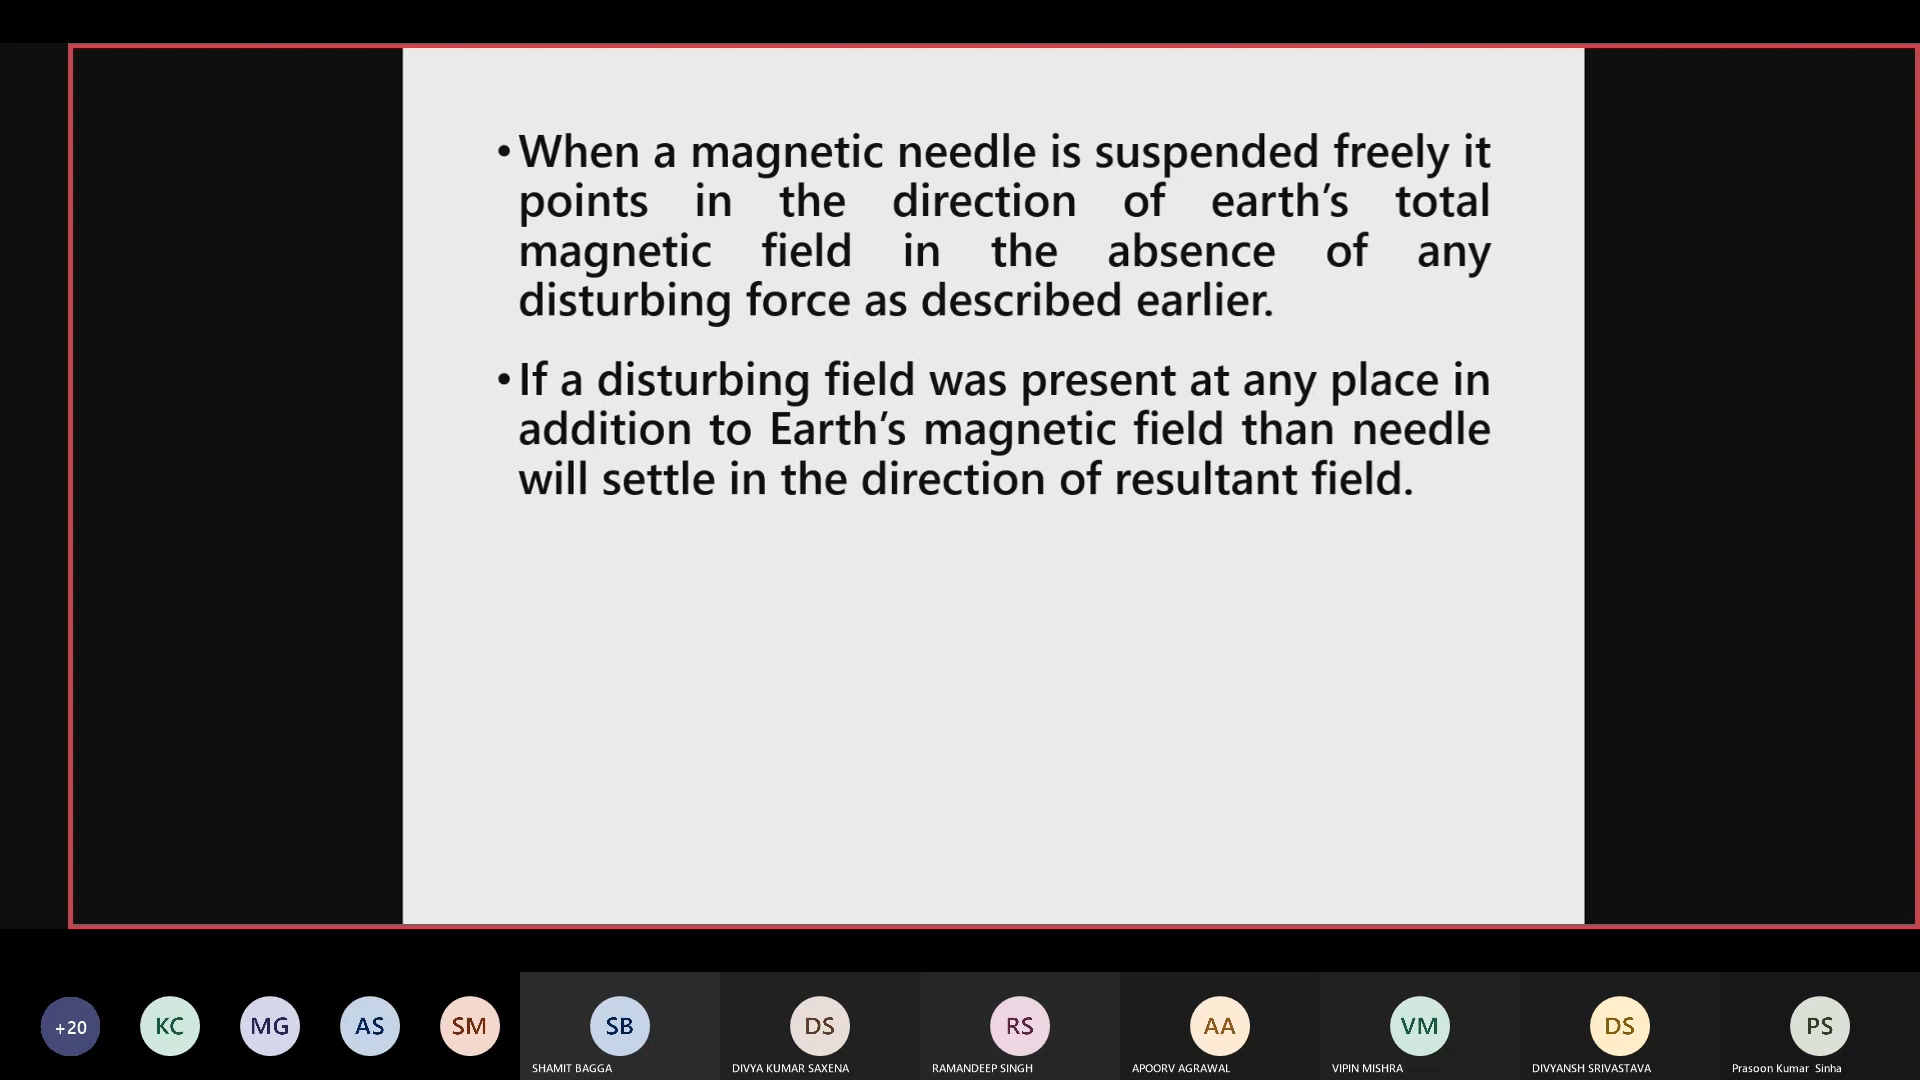 •When a magnetic needle is suspended freely it
points in the direction of earth’s total
magnetic field in the absence of any
disturbing force as described earlier.
•If a disturbing field was present at any place in
addition to Earth’s magnetic field than needle
will settle in the direction of resultant field.
+20
KC
MG
AS
SM
SB
DS
RS
AA
VM
DS
PS
SHAMIT BAGGA
DIVYA KUMAR SAXENA
RAMANDEEP SINGH
APOORV AGRAWAL
VIPIN MISHRA
DIVYANSH SRIVASTAVA
Prasoon Kumar Sinha